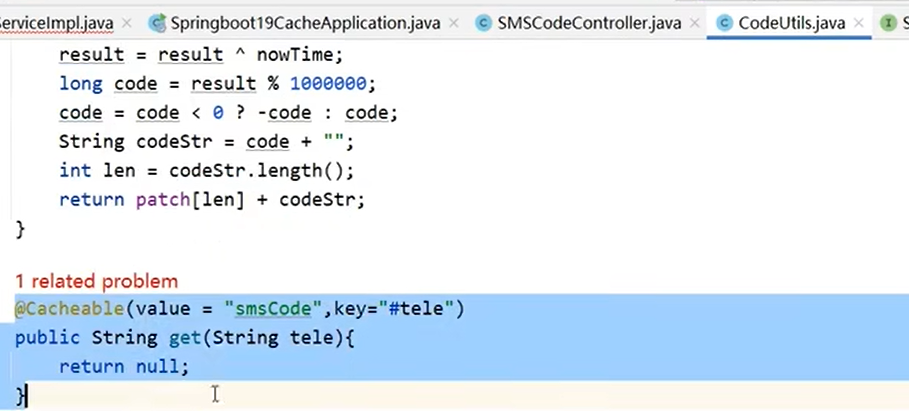 ServiceImpl.java × Springboot19CacheApplication.java × SMSCodeController.java × CodeUtils.java × I S
result = result ^ nowTime;
long code = result % 1000000;
code = code < 0 ? -code : code;
String codeStr = code + "";
int len = codeStr.length();
return patch[len] + codeStr;
}
1 related problem
@Cacheable(value = "smsCode",key="#tele")
public String get(String tele){
return null;
}